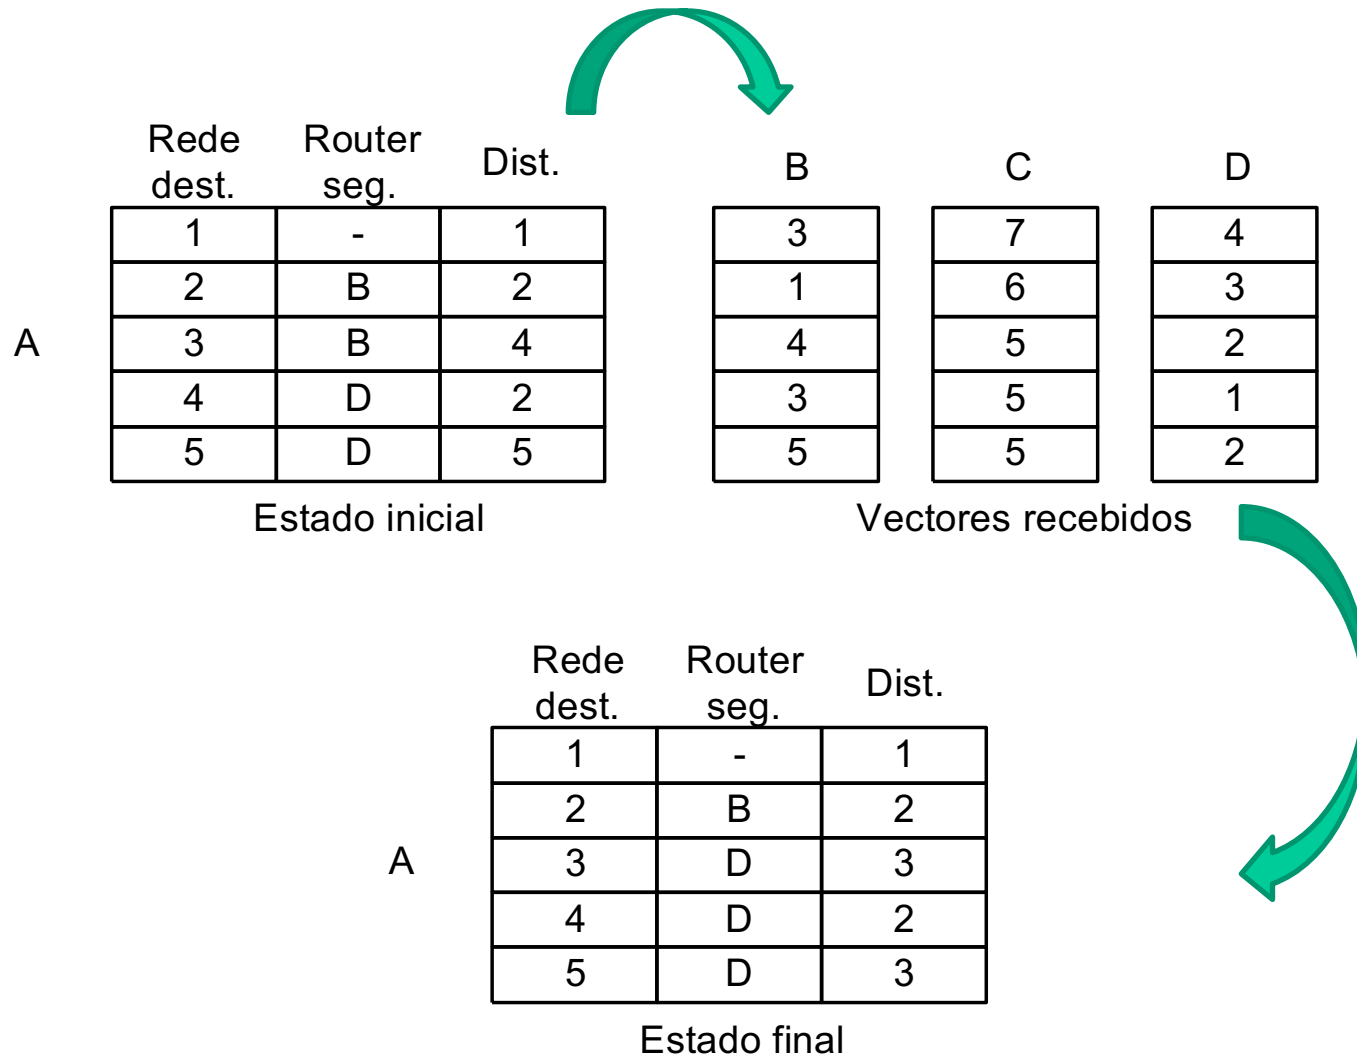 Rede dest. Router seg. Dist. B C D
1 - 1 3 7 4
2 B 2 1 6 3
A 3 B 4 4 5 2
4 D 2 3 5 1
5 D 5 5 5 2
Estado inicial Vectores recebidos
Rede dest. Router seg. Dist.
1 - 1
2 B 2
A 3 D 3
4 D 2
5 D 3
Estado final